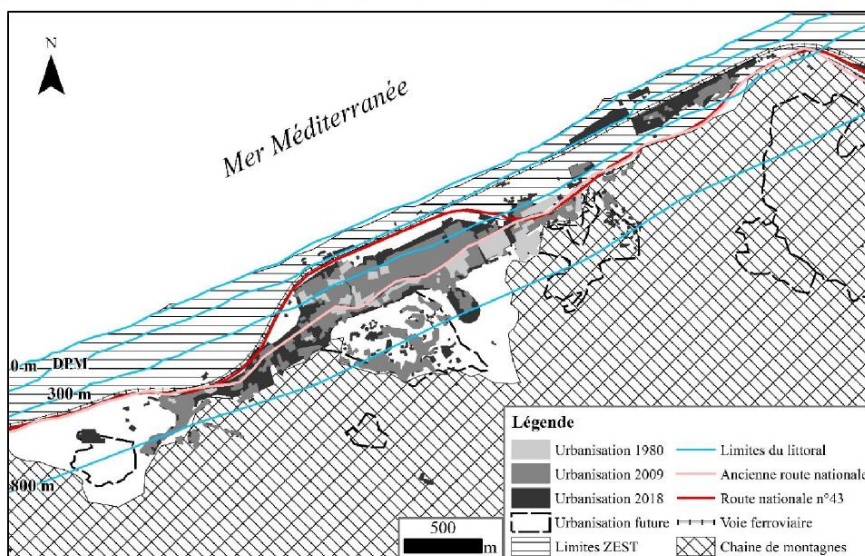 N
Mer Méditerranée
0 m
DPM
300 m
800 m
Légende
Urbanisation 1980
Urbanisation 2009
Urbanisation 2018
Urbanisation future
Limites ZEST
Limites du littoral
Ancienne route nationale
Route nationale n°43
Voie ferroviaire
Chaine de montagnes
500
m